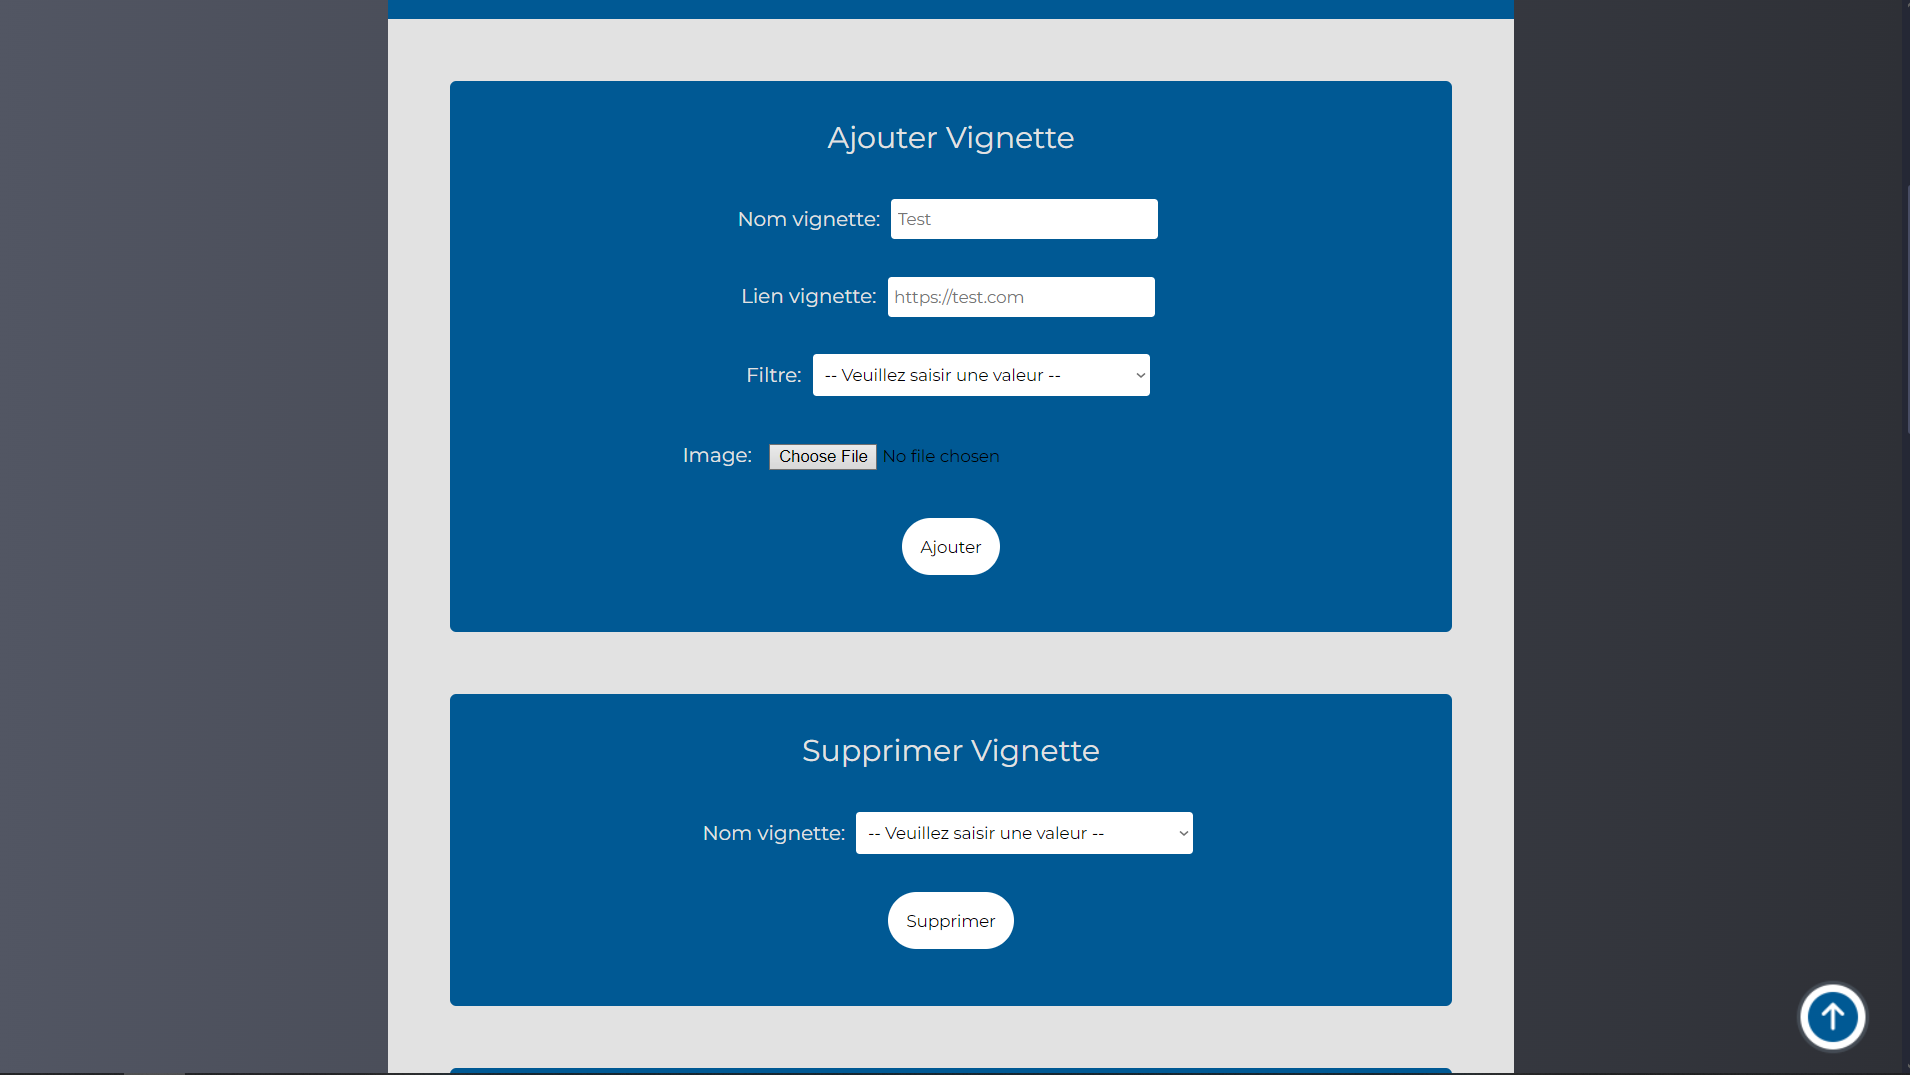 Ajouter Vignette
Nom vignette: Test
Lien vignette: https://test.com
Filtre: -- Veuillez saisir une valeur --
Image: Choose File No file chosen
Ajouter
Supprimer Vignette
Nom vignette: -- Veuillez saisir une valeur --
Supprimer